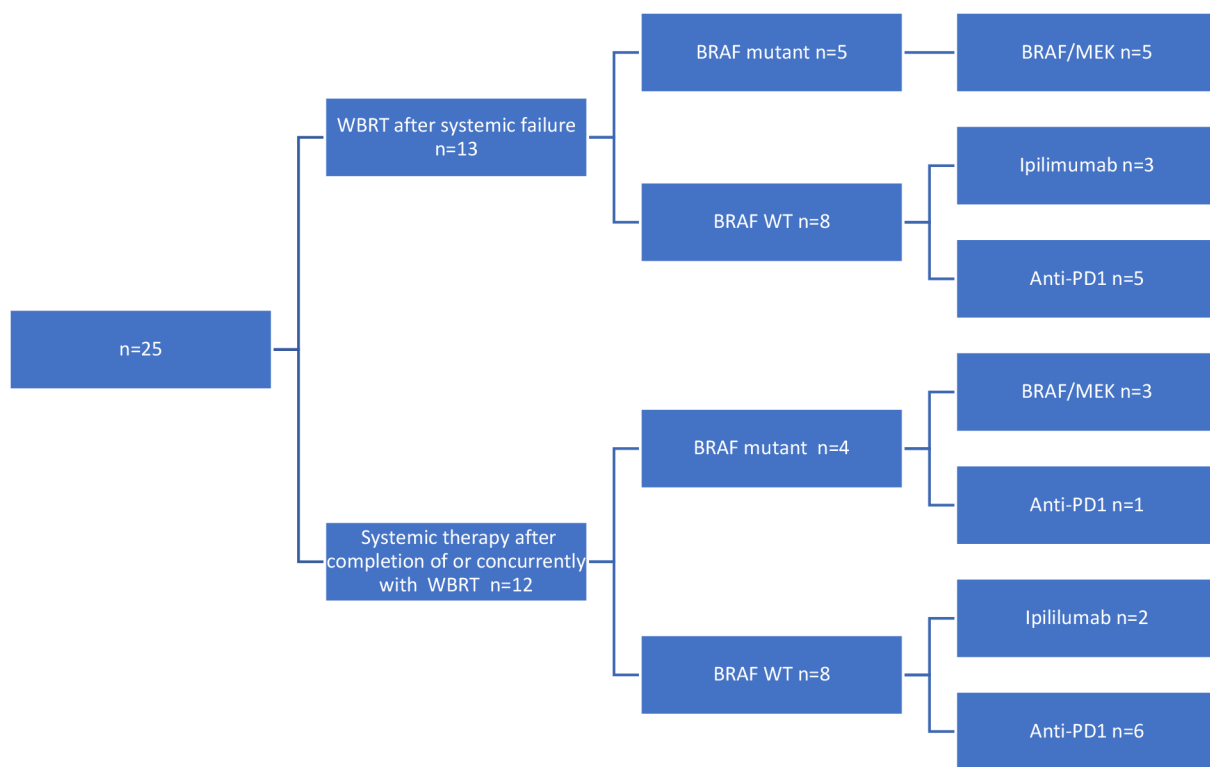 n=25
WBRT after systemic failure
n=13
BRAF mutant n=5
BRAF/MEK n=5
BRAF WT n=8
Ipilimumab n=3
Anti-PD1 n=5
Systemic therapy after
completion of or concurrently
with  WBRT  n=12
BRAF mutant  n=4
BRAF/MEK n=3
Anti-PD1 n=1
BRAF WT n=8
Ipililumab n=2
Anti-PD1 n=6